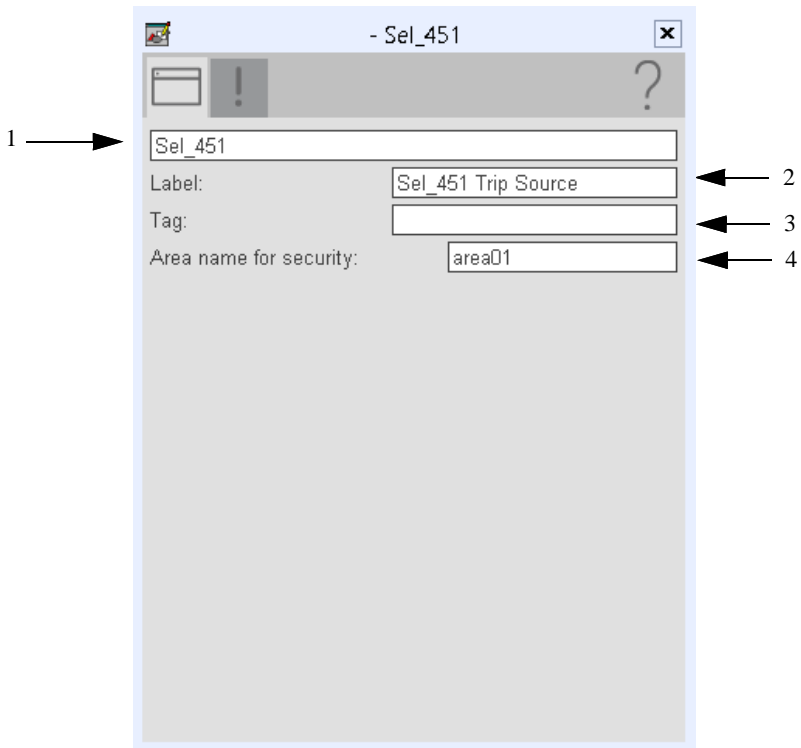 - Sel_451
!
?
1
Sel_451
Label: Sel_451 Trip Source 2
Tag: 3
Area name for security: area01 4